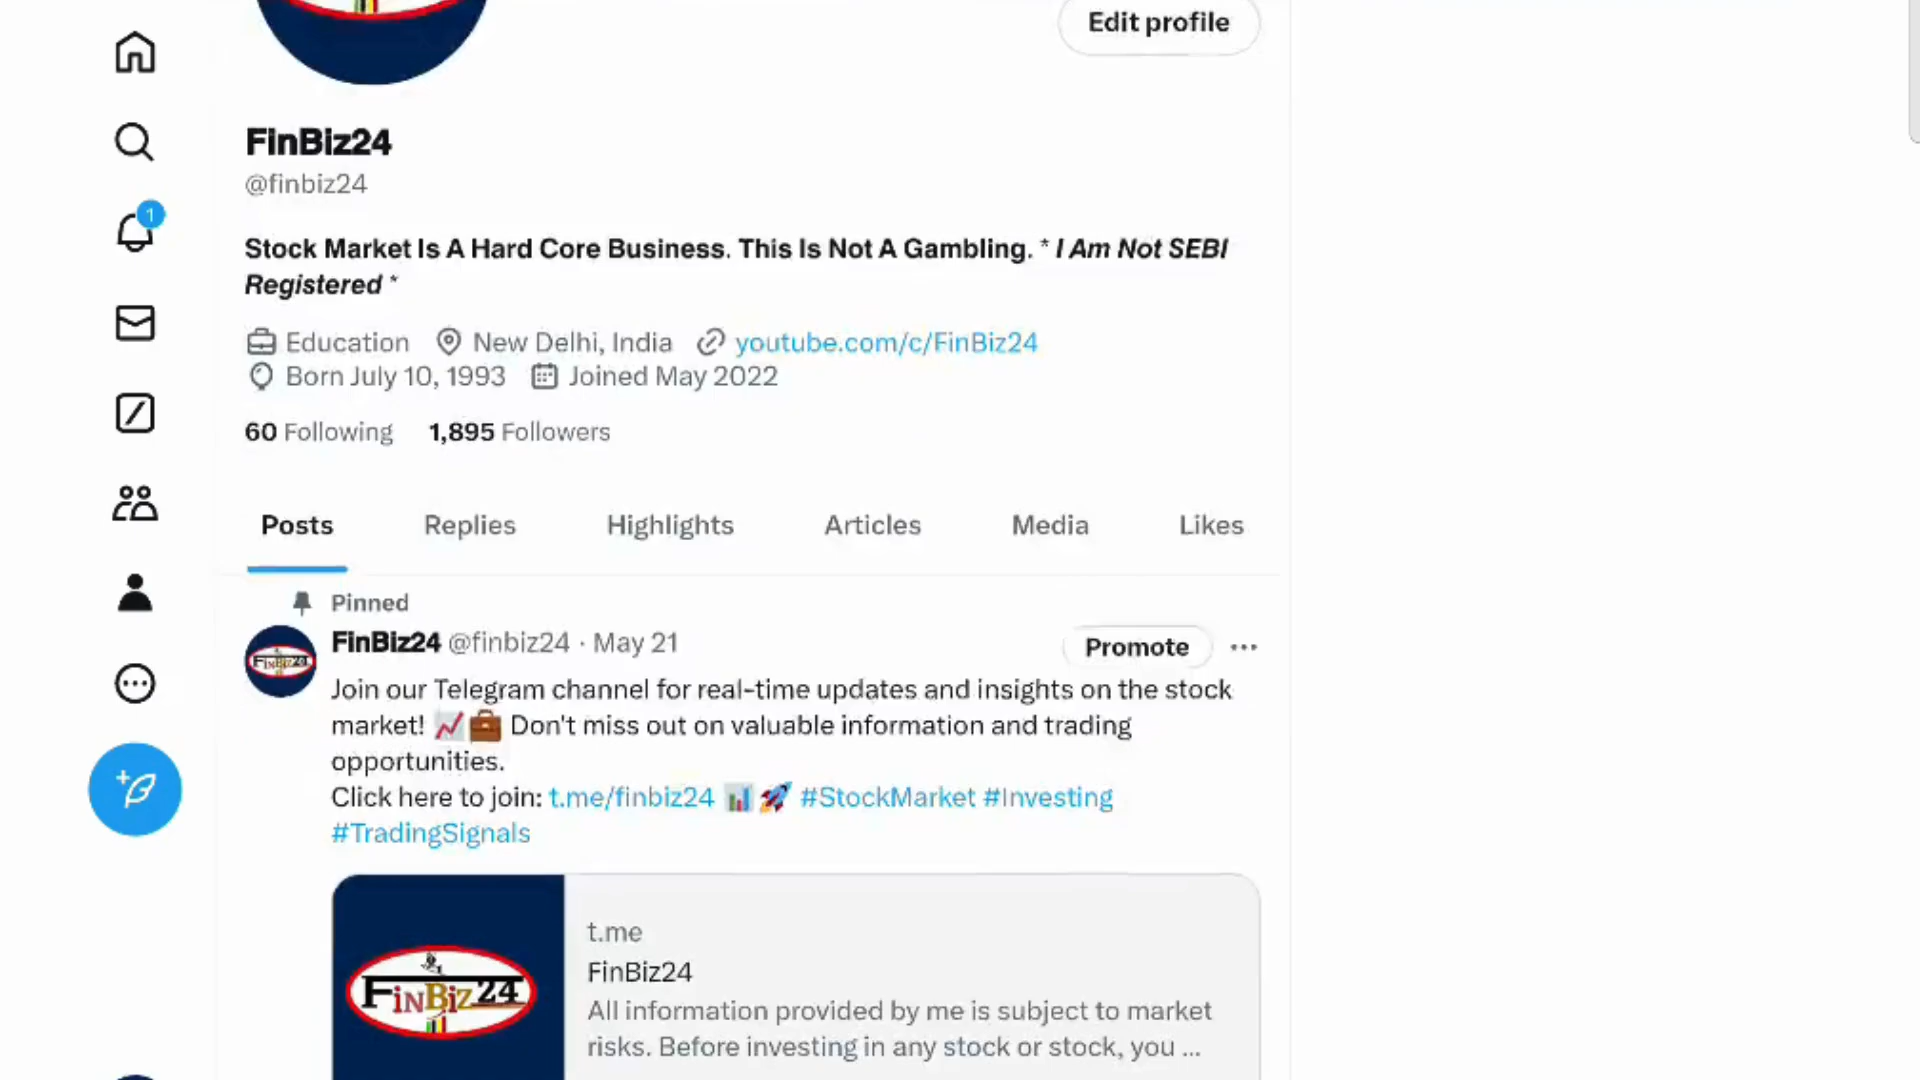 Edit profile
FinBiz24
@finbiz24
1
Stock Market Is A Hard Core Business. This Is Not A Gambling. * I Am Not SEBI
Registered *
Education New Delhi, India youtube.com/c/FinBiz24
Born July 10, 1993 Joined May 2022
60 Following 1,895 Followers
Posts Replies Highlights Articles Media Likes
Pinned
FinBiz24 @finbiz24 · May 21 Promote
FinBiz24
Join our Telegram channel for real-time updates and insights on the stock
market! 📈💼 Don't miss out on valuable information and trading
opportunities.
Click here to join: t.me/finbiz24 📊🚀 #StockMarket #Investing
#TradingSignals
FinBiz24
t.me
FinBiz24
All information provided by me is subject to market
risks. Before investing in any stock or stock, you ...